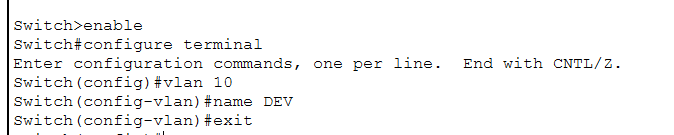 Switch>enable
Switch#configure terminal
Enter configuration commands, one per line.  End with CNTL/Z.
Switch(config)#vlan 10
Switch(config-vlan)#name DEV
Switch(config-vlan)#exit